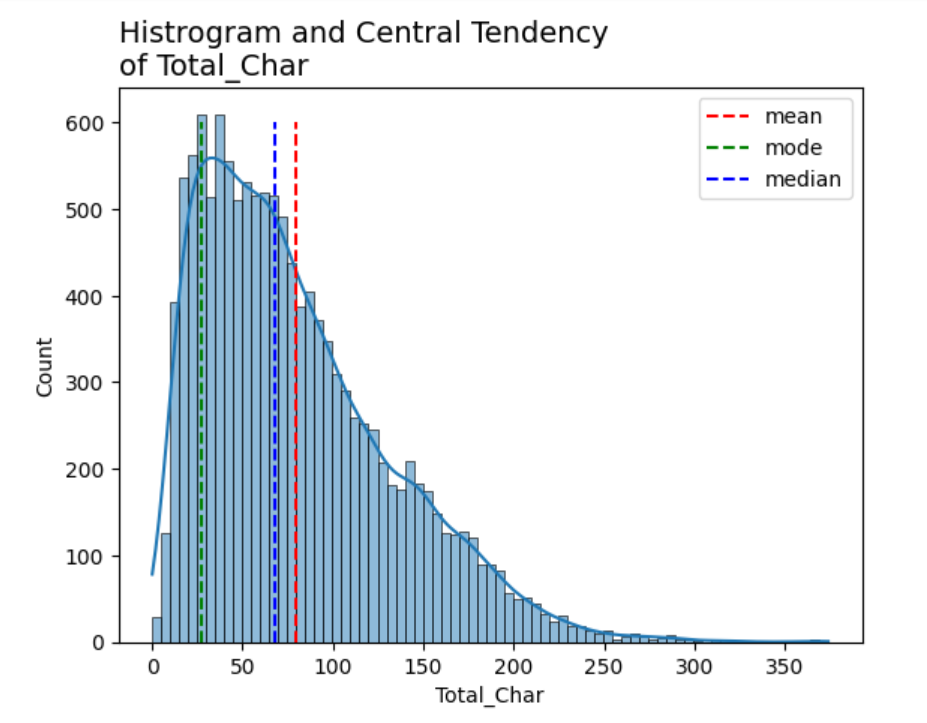 Histrogram and Central Tendency
of Total_Char
mean
mode
median
600
500
400
300
200
100
0
Count
0 50 100 150 200 250 300 350
Total_Char